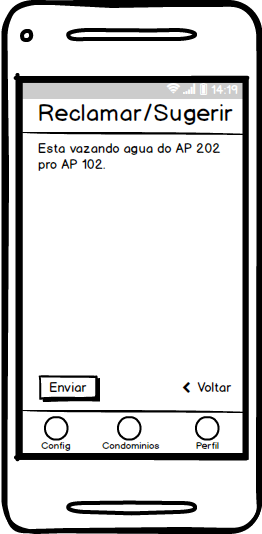 14:19
Reclamar/Sugerir
Esta vazando agua do AP 202
pro AP 102.
Enviar
Voltar
Config
Condominios
Perfil